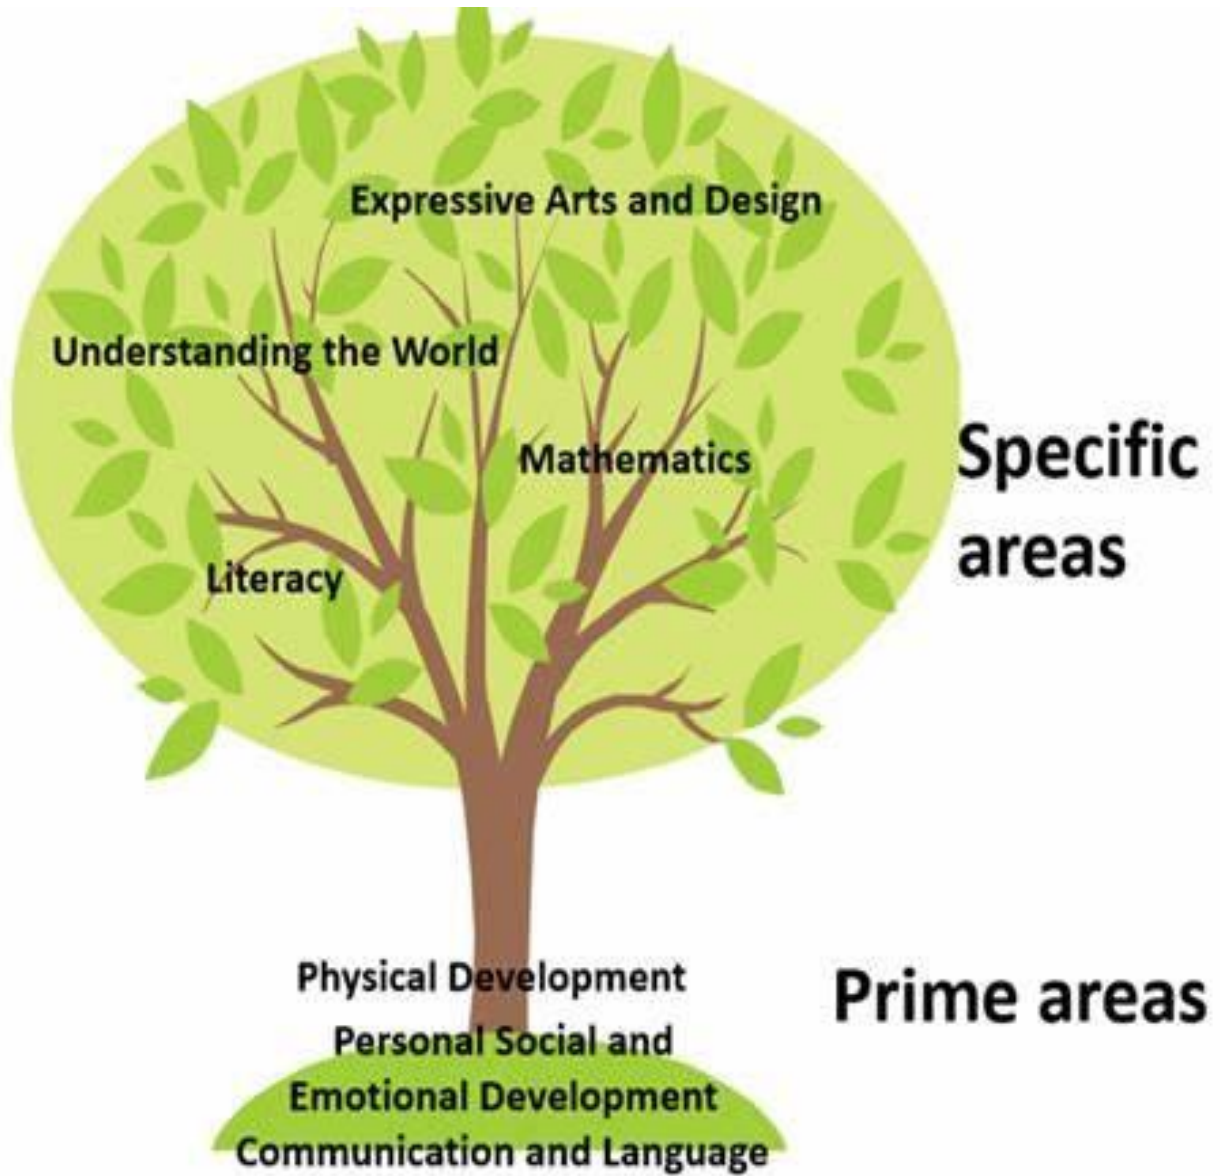 Expressive Arts and Design
Understanding the World
Mathematics
Literacy
Specific
areas
Physical Development
Prime areas
Personal Social and
Emotional Development
Communication and Language